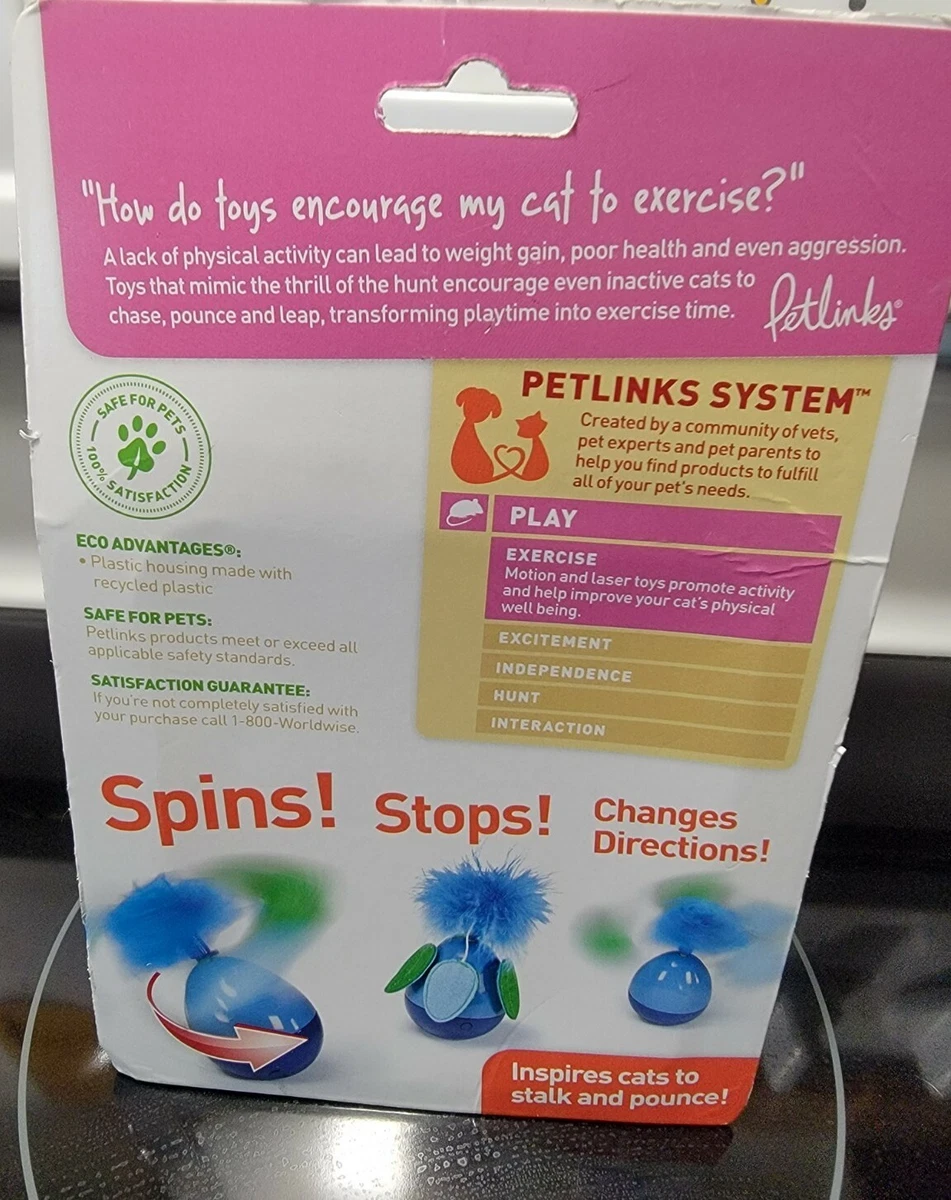 "How do toys encourage my cat to exercise?"
A lack of physical activity can lead to weight gain, poor health and even aggression.
Toys that mimic the thrill of the hunt encourage even inactive cats to
chase, pounce and leap, transforming playtime into exercise time.
Petlinks®
SAFE FOR PETS
100% SATISFACTION
ECO ADVANTAGES®:
• Plastic housing made with
recycled plastic
SAFE FOR PETS:
Petlinks products meet or exceed all
applicable safety standards.
SATISFACTION GUARANTEE:
If you're not completely satisfied with
your purchase call 1-800-Worldwise.
PETLINKS SYSTEM™
Created by a community of vets,
pet experts and pet parents to
help you find products to fulfill
all of your pet's needs.
PLAY
EXERCISE
Motion and laser toys promote activity
and help improve your cat's physical
well being.
EXCITEMENT
INDEPENDENCE
HUNT
INTERACTION
Spins!
Stops!
Changes
Directions!
Inspires cats to
stalk and pounce!